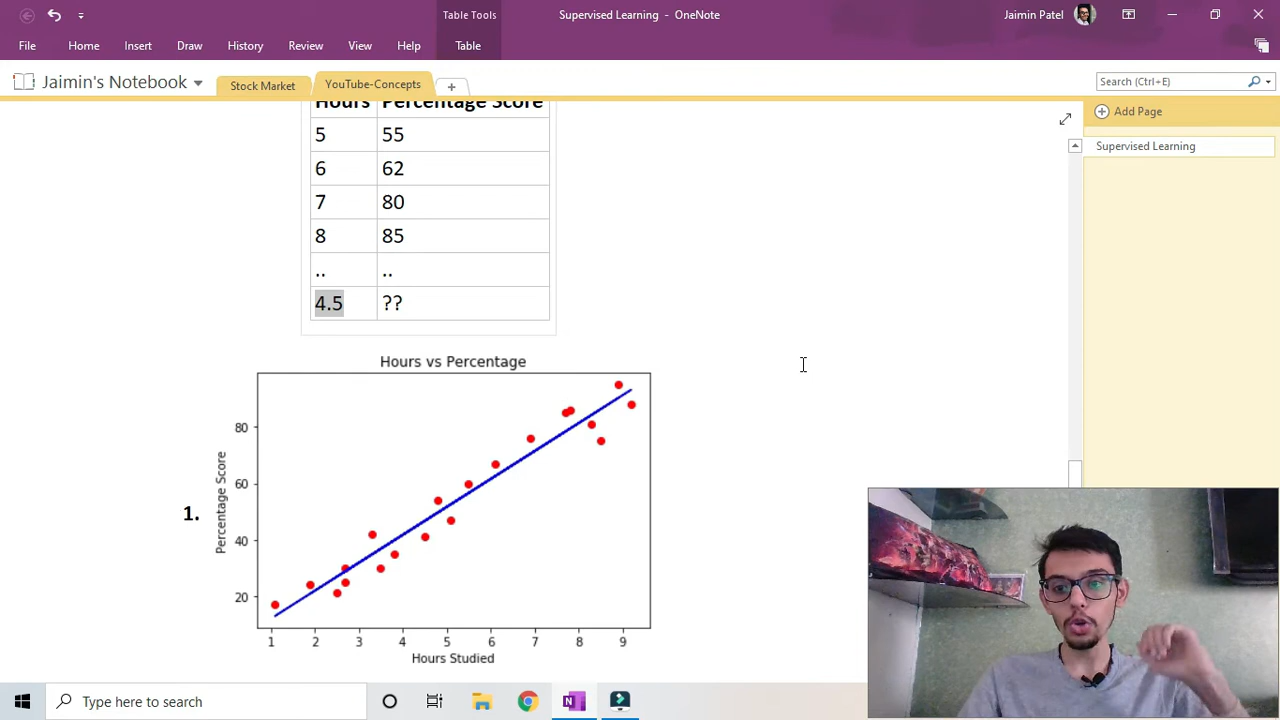 Table Tools
Supervised Learning - OneNote
Jaimin Patel
File
Home
Insert
Draw
History
Review
View
Help
Table
Jaimin's Notebook
Stock Market
YouTube-Concepts
Search (Ctrl+E)
Add Page
Supervised Learning
Hours Percentage Score
5 55
6 62
7 80
8 85
.. ..
4.5 ??
Hours vs Percentage
1.
Percentage Score
80
60
40
20
1 2 3 4 5 6 7 8 9
Hours Studied
Type here to search